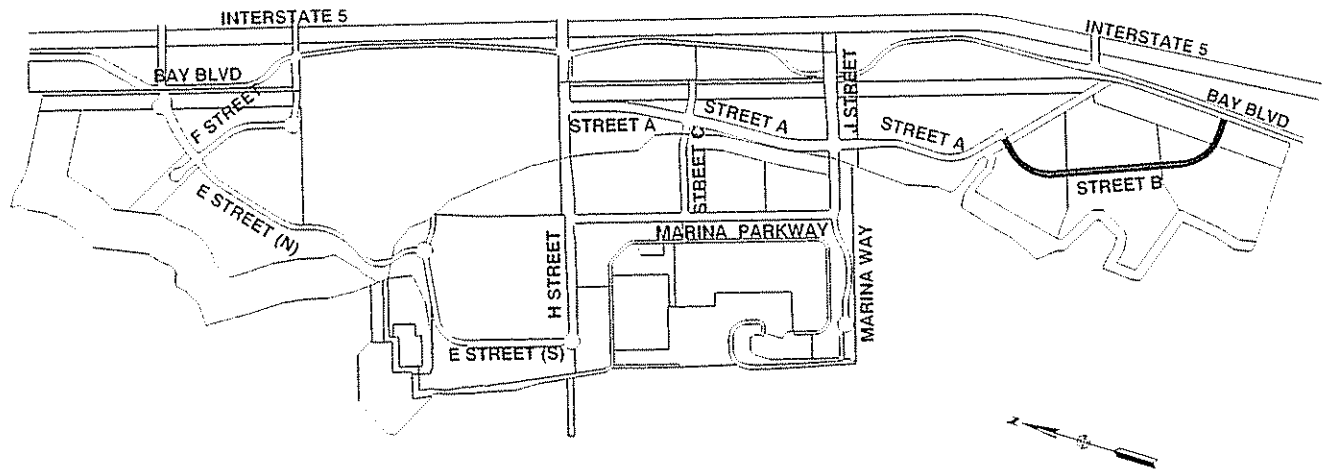 INTERSTATE 5
INTERSTATE 5
BAY BLVD
BAY BLVD
F STREET
J STREET
STREET A
STREET A
STREET A
STREET C
STREET B
E STREET (N)
MARINA PARKWAY
H STREET
MARINA WAY
E STREET (S)
N